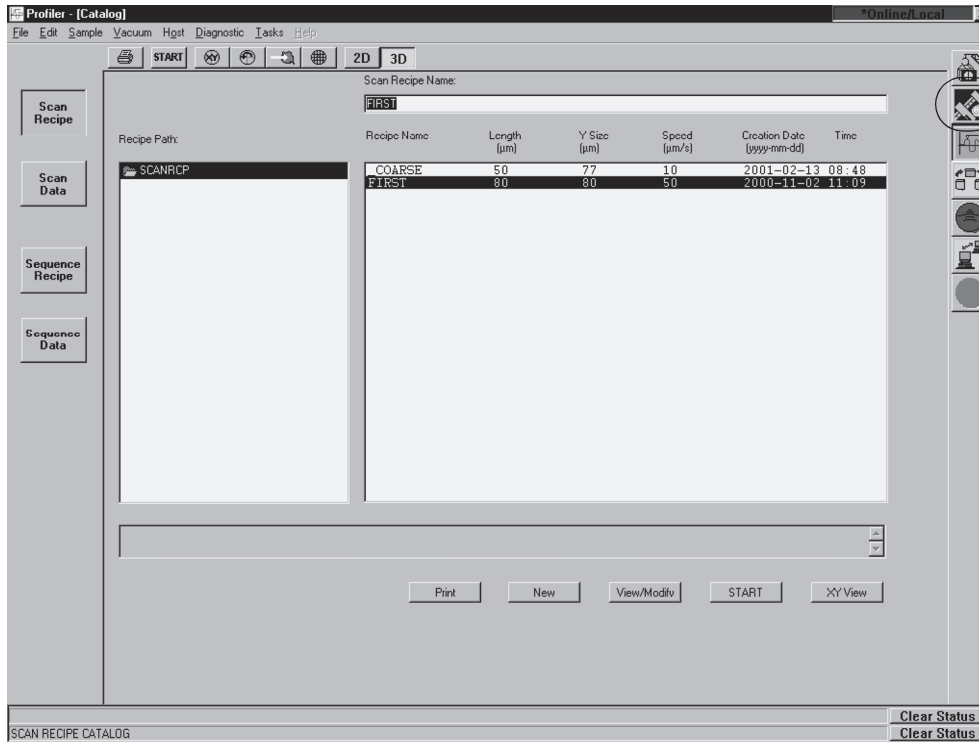 Profiler - [Catalog]
*Online/Local
File Edit Sample Vacuum Host Diagnostic Tasks Help
START XY 2D 3D
Scan Recipe Name:
FIRST
Scan Recipe
Recipe Path:
Recipe Name Length (µm) Y Size (µm) Speed (µm/s) Creation Date (yyyy-mm-dd) Time
SCANRCP
_COARSE 50 77 10 2001-02-13 08:48
FIRST 80 80 50 2000-11-02 11:09
Scan Data
Sequence Recipe
Sequence Data
Print New View/Modify START XY View
Clear Status
SCAN RECIPE CATALOG Clear Status